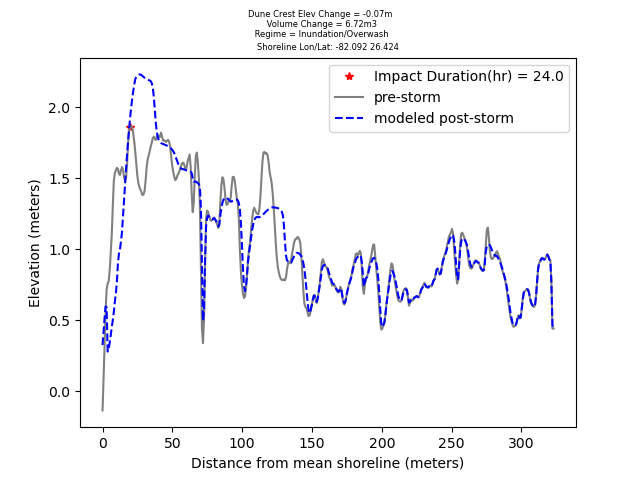 Dune Crest Elev Change = -0.07m
Volume Change = 6.72m3
Regime = Inundation/Overwash
Shoreline Lon/Lat: -82.092 26.424
Impact Duration(hr) = 24.0
pre-storm
modeled post-storm
Elevation (meters)
2.0
1.5
1.0
0.5
0.0
0 50 100 150 200 250 300
Distance from mean shoreline (meters)